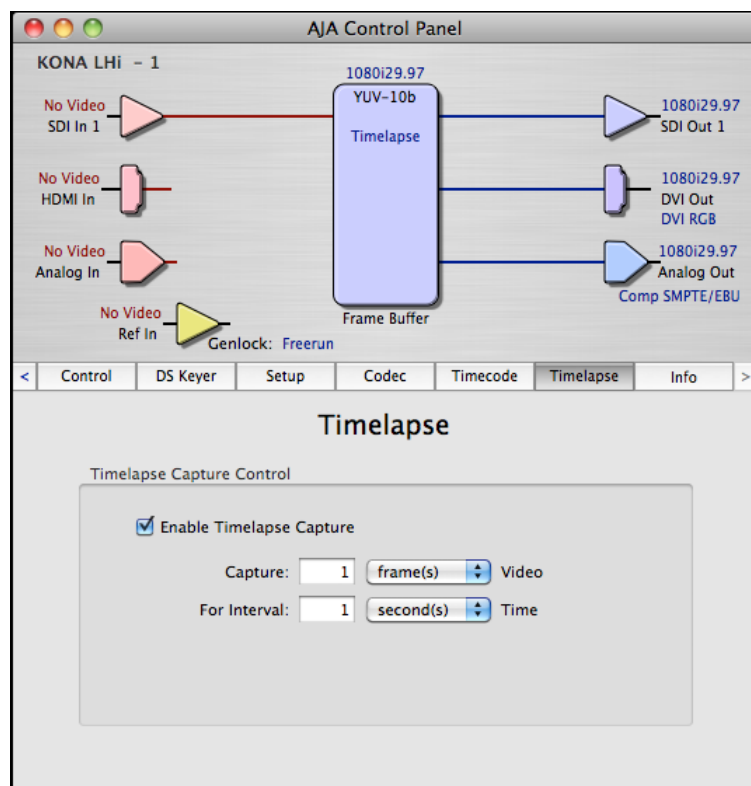 AJA Control Panel
KONA LHi - 1
1080i29.97
YUV-10b
Timelapse
No Video
SDI In 1
1080i29.97
SDI Out 1
No Video
HDMI In
1080i29.97
DVI Out
DVI RGB
No Video
Analog In
1080i29.97
Analog Out
Comp SMPTE/EBU
No Video
Ref In
Genlock: Freerun
Frame Buffer
< Control DS Keyer Setup Codec Timecode Timelapse Info >
Timelapse
Timelapse Capture Control
Enable Timelapse Capture
Capture: 1 frame(s) Video
For Interval: 1 second(s) Time